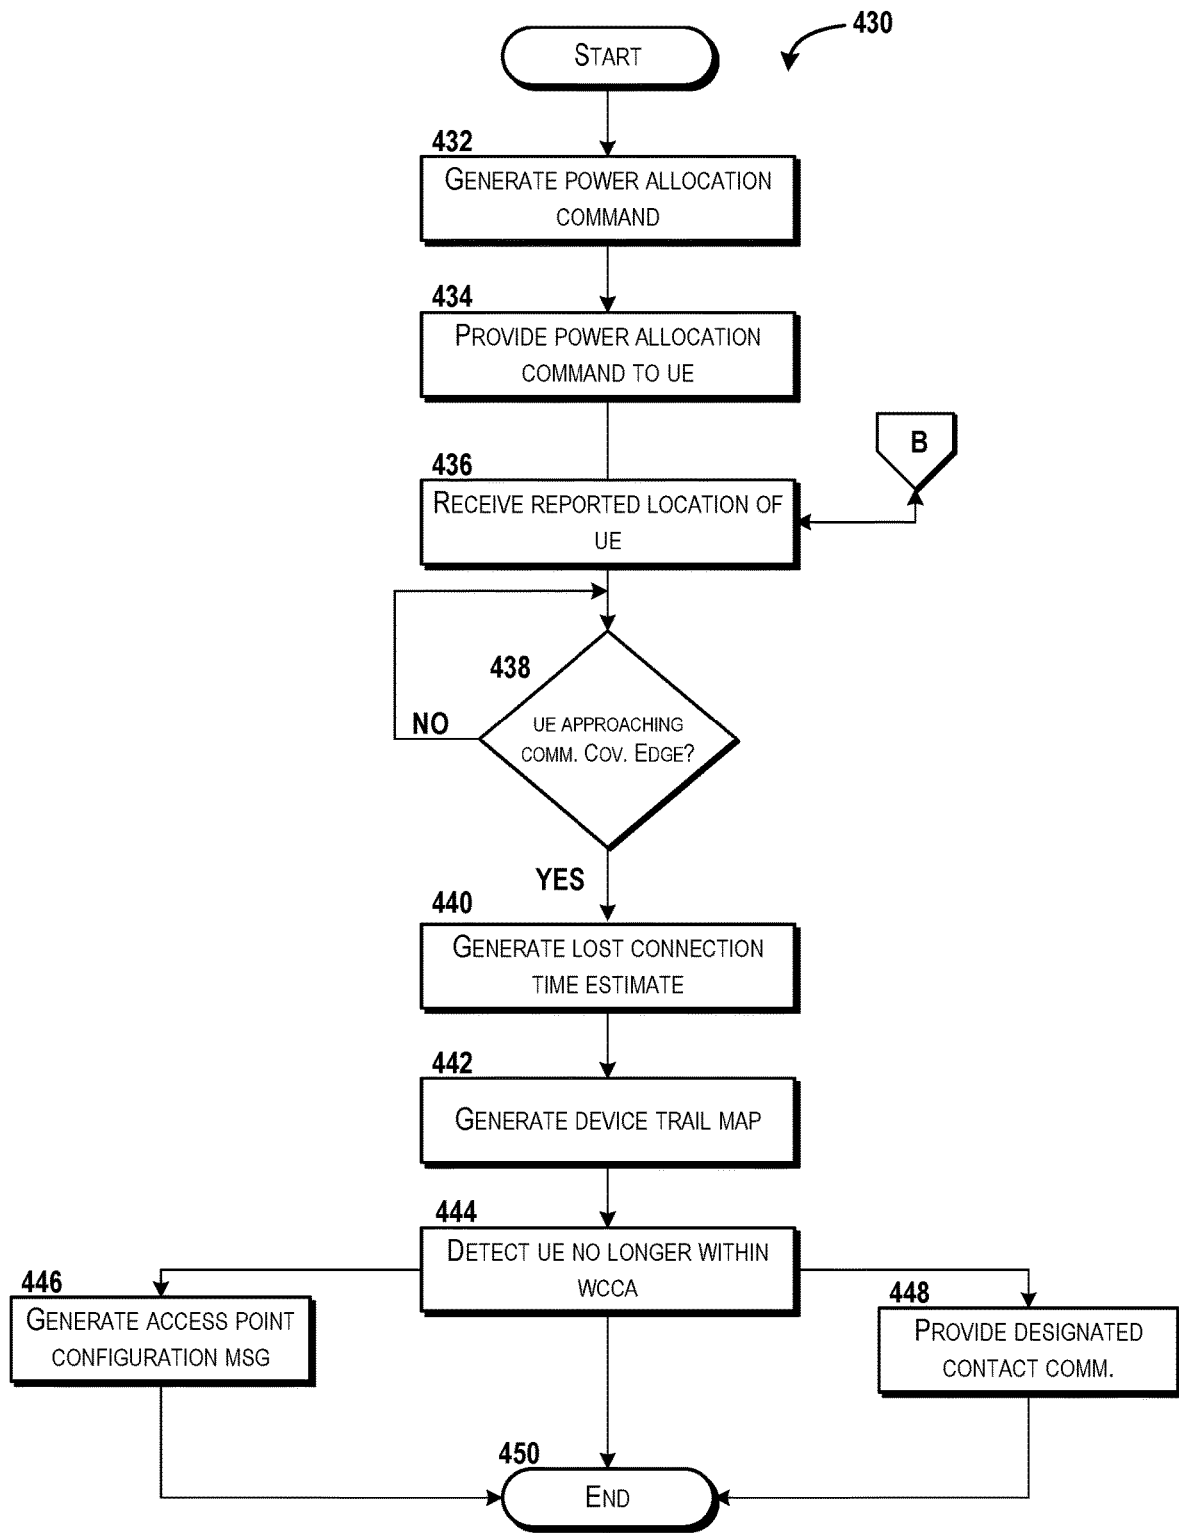 430
START
432
GENERATE POWER ALLOCATION
COMMAND
434
PROVIDE POWER ALLOCATION
COMMAND TO UE
B
436
RECEIVE REPORTED LOCATION OF
UE
438
NO
UE APPROACHING
COMM. COV. EDGE?
YES
440
GENERATE LOST CONNECTION
TIME ESTIMATE
442
GENERATE DEVICE TRAIL MAP
444
DETECT UE NO LONGER WITHIN
WCCA
446
GENERATE ACCESS POINT
CONFIGURATION MSG
448
PROVIDE DESIGNATED
CONTACT COMM.
450
END